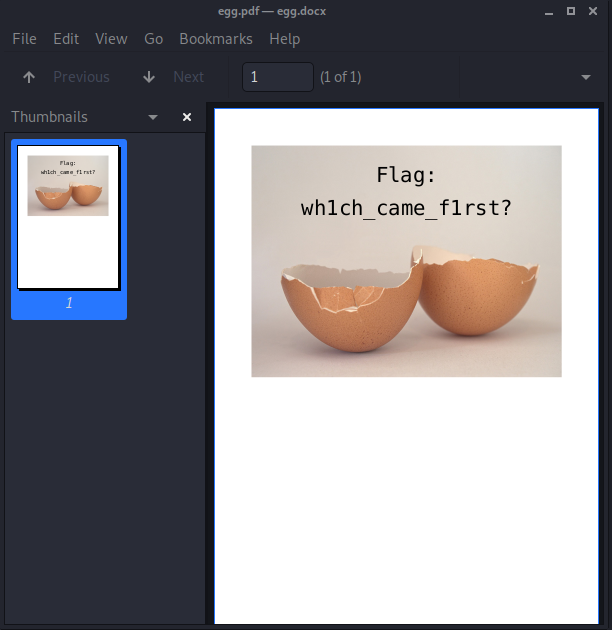 egg.pdf — egg.docx
File Edit View Go Bookmarks Help
Previous Next 1 (1 of 1)
Thumbnails
Flag:
wh1ch_came_f1rst?
1
Flag:
wh1ch_came_f1rst?